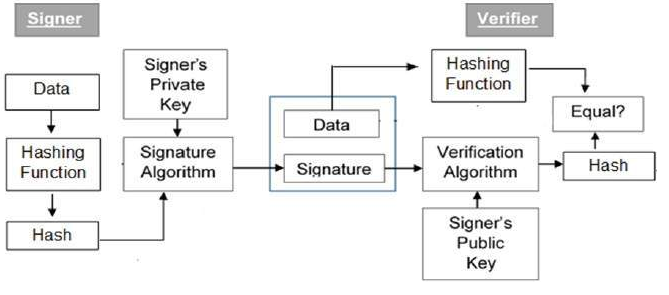 Signer
Verifier
Data
Hashing
Function
Hash
Signer's
Private
Key
Signature
Algorithm
Data
Signature
Hashing
Function
Verification
Algorithm
Signer's
Public
Key
Equal?
Hash